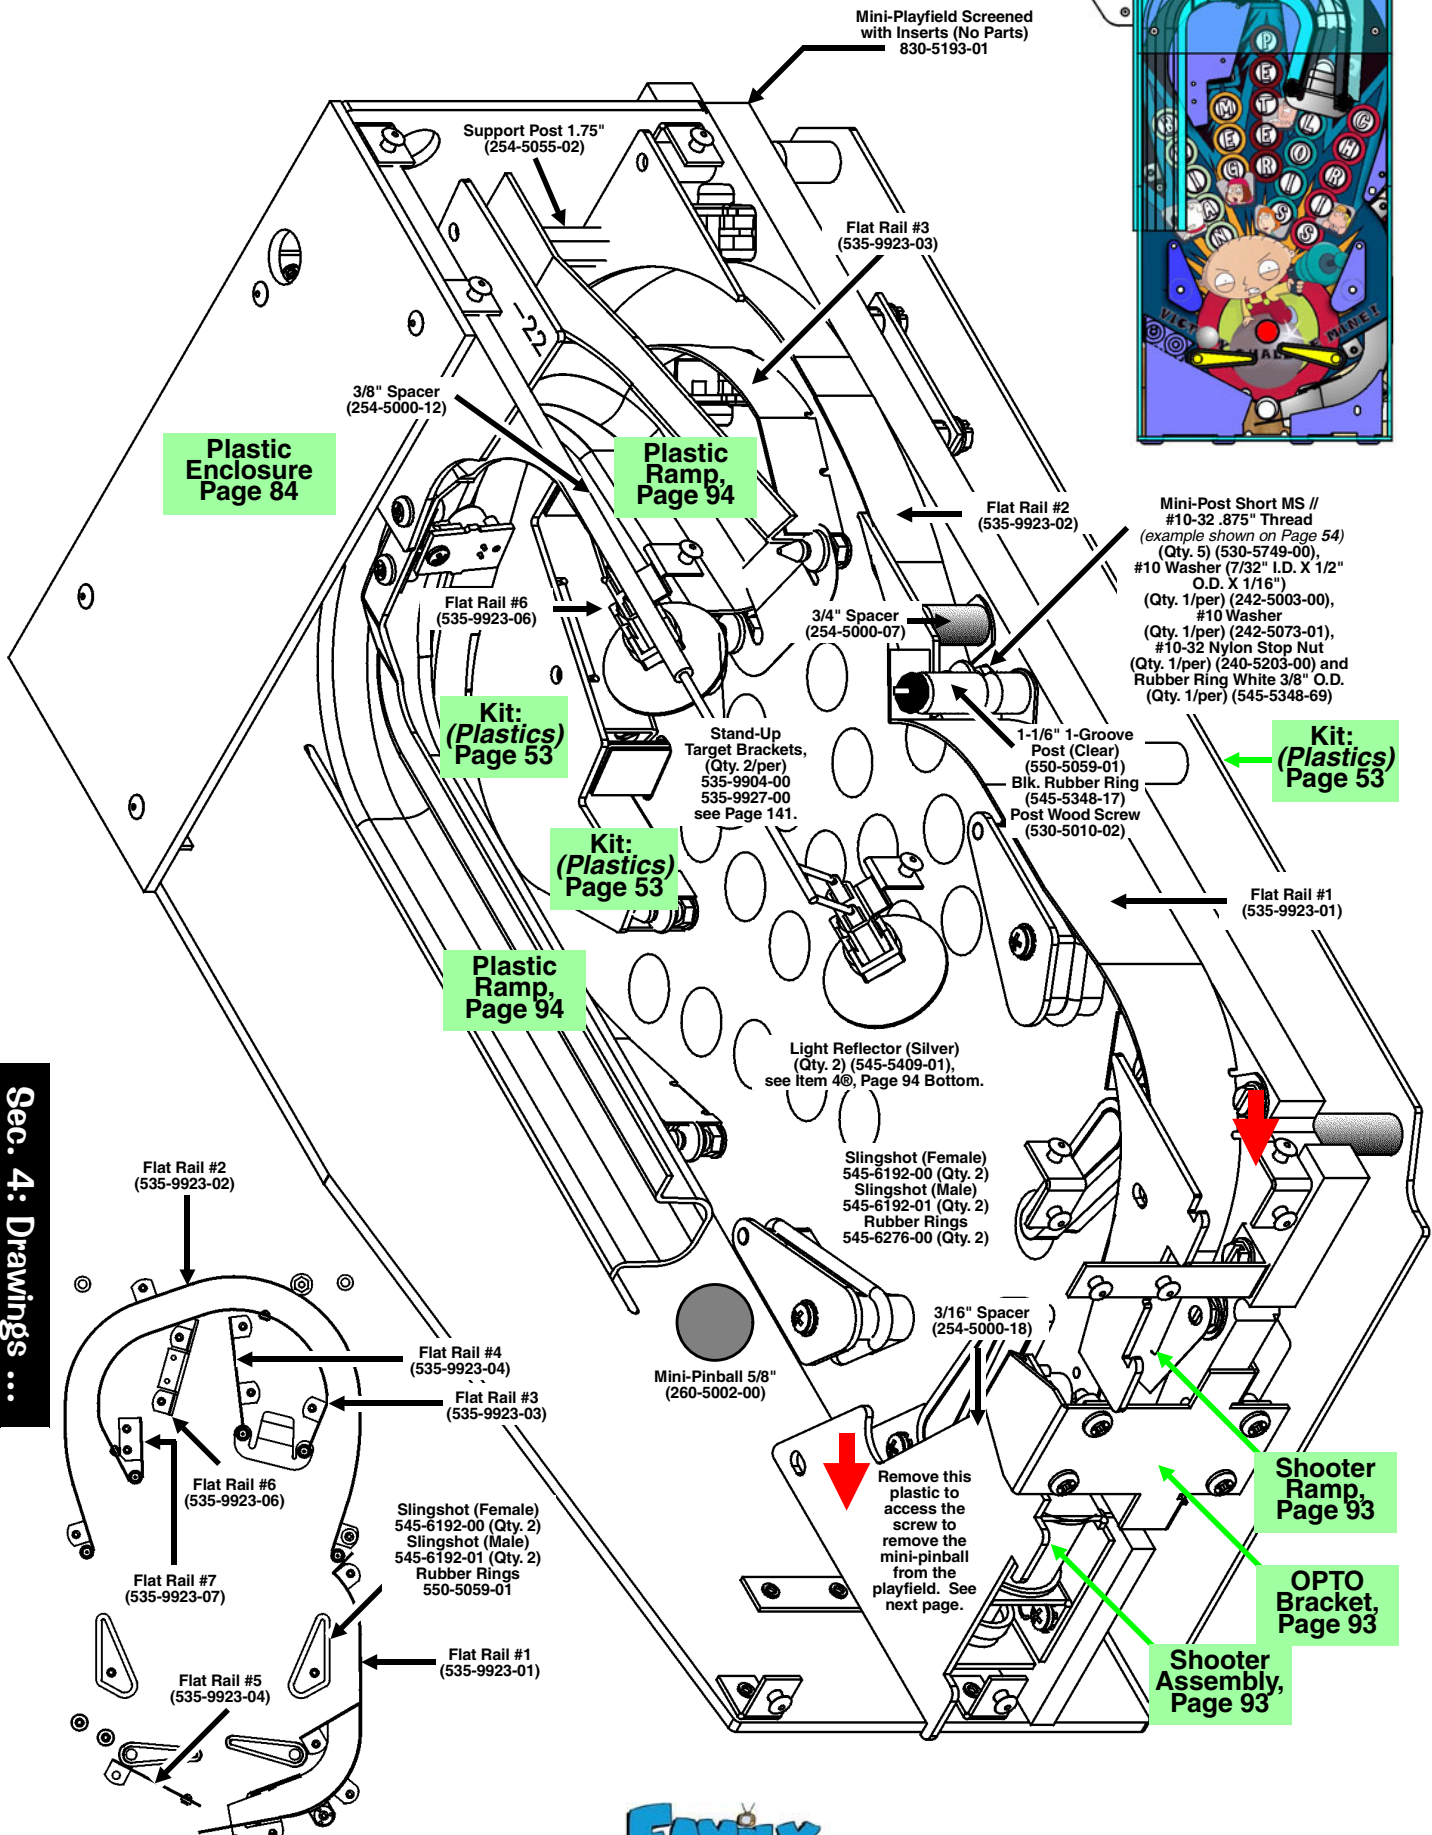 Mini-Playfield Screened
with Inserts (No Parts)
830-5193-01
Support Post 1.75"
(254-5055-02)
Flat Rail #3
(535-9923-03)
-22
3/8" Spacer
(254-5000-12)
Plastic
Enclosure
Page 84
Plastic
Ramp,
Page 94
Flat Rail #2
(535-9923-02)
Mini-Post Short MS //
#10-32 .875" Thread
(example shown on Page 54)
(Qty. 5) (530-5749-00),
#10 Washer (7/32" I.D. X 1/2"
O.D. X 1/16")
(Qty. 1/per) (242-5003-00),
#10 Washer
(Qty. 1/per) (242-5073-01),
#10-32 Nylon Stop Nut
(Qty. 1/per) (240-5203-00) and
Rubber Ring White 3/8" O.D.
(Qty. 1/per) (545-5348-69)
Flat Rail #6
(535-9923-06)
3/4" Spacer
(254-5000-07)
Kit:
(Plastics)
Page 53
Stand-Up
Target Brackets,
(Qty. 2/per)
535-9904-00
535-9927-00
see Page 141.
1-1/6" 1-Groove
Post (Clear)
(550-5059-01)
Blk. Rubber Ring
(545-5348-17)
Post Wood Screw
(530-5010-02)
Kit:
(Plastics)
Page 53
Kit:
(Plastics)
Page 53
Flat Rail #1
(535-9923-01)
Plastic
Ramp,
Page 94
Light Reflector (Silver)
(Qty. 2) (545-5409-01),
see Item 4®, Page 94 Bottom.
Sec. 4: Drawings ...
Slingshot (Female)
545-6192-00 (Qty. 2)
Slingshot (Male)
545-6192-01 (Qty. 2)
Rubber Rings
545-6276-00 (Qty. 2)
Flat Rail #2
(535-9923-02)
3/16" Spacer
(254-5000-18)
Mini-Pinball 5/8"
(260-5002-00)
Flat Rail #4
(535-9923-04)
Flat Rail #3
(535-9923-03)
Flat Rail #6
(535-9923-06)
Remove this
plastic to
access the
screw to
remove the
mini-pinball
from the
playfield. See
next page.
Shooter
Ramp,
Page 93
Slingshot (Female)
545-6192-00 (Qty. 2)
Slingshot (Male)
545-6192-01 (Qty. 2)
Rubber Rings
550-5059-01
Flat Rail #7
(535-9923-07)
OPTO
Bracket,
Page 93
Flat Rail #1
(535-9923-01)
Shooter
Assembly,
Page 93
Flat Rail #5
(535-9923-04)
PETER
MEG
LOIS
CHRIS
MINE!